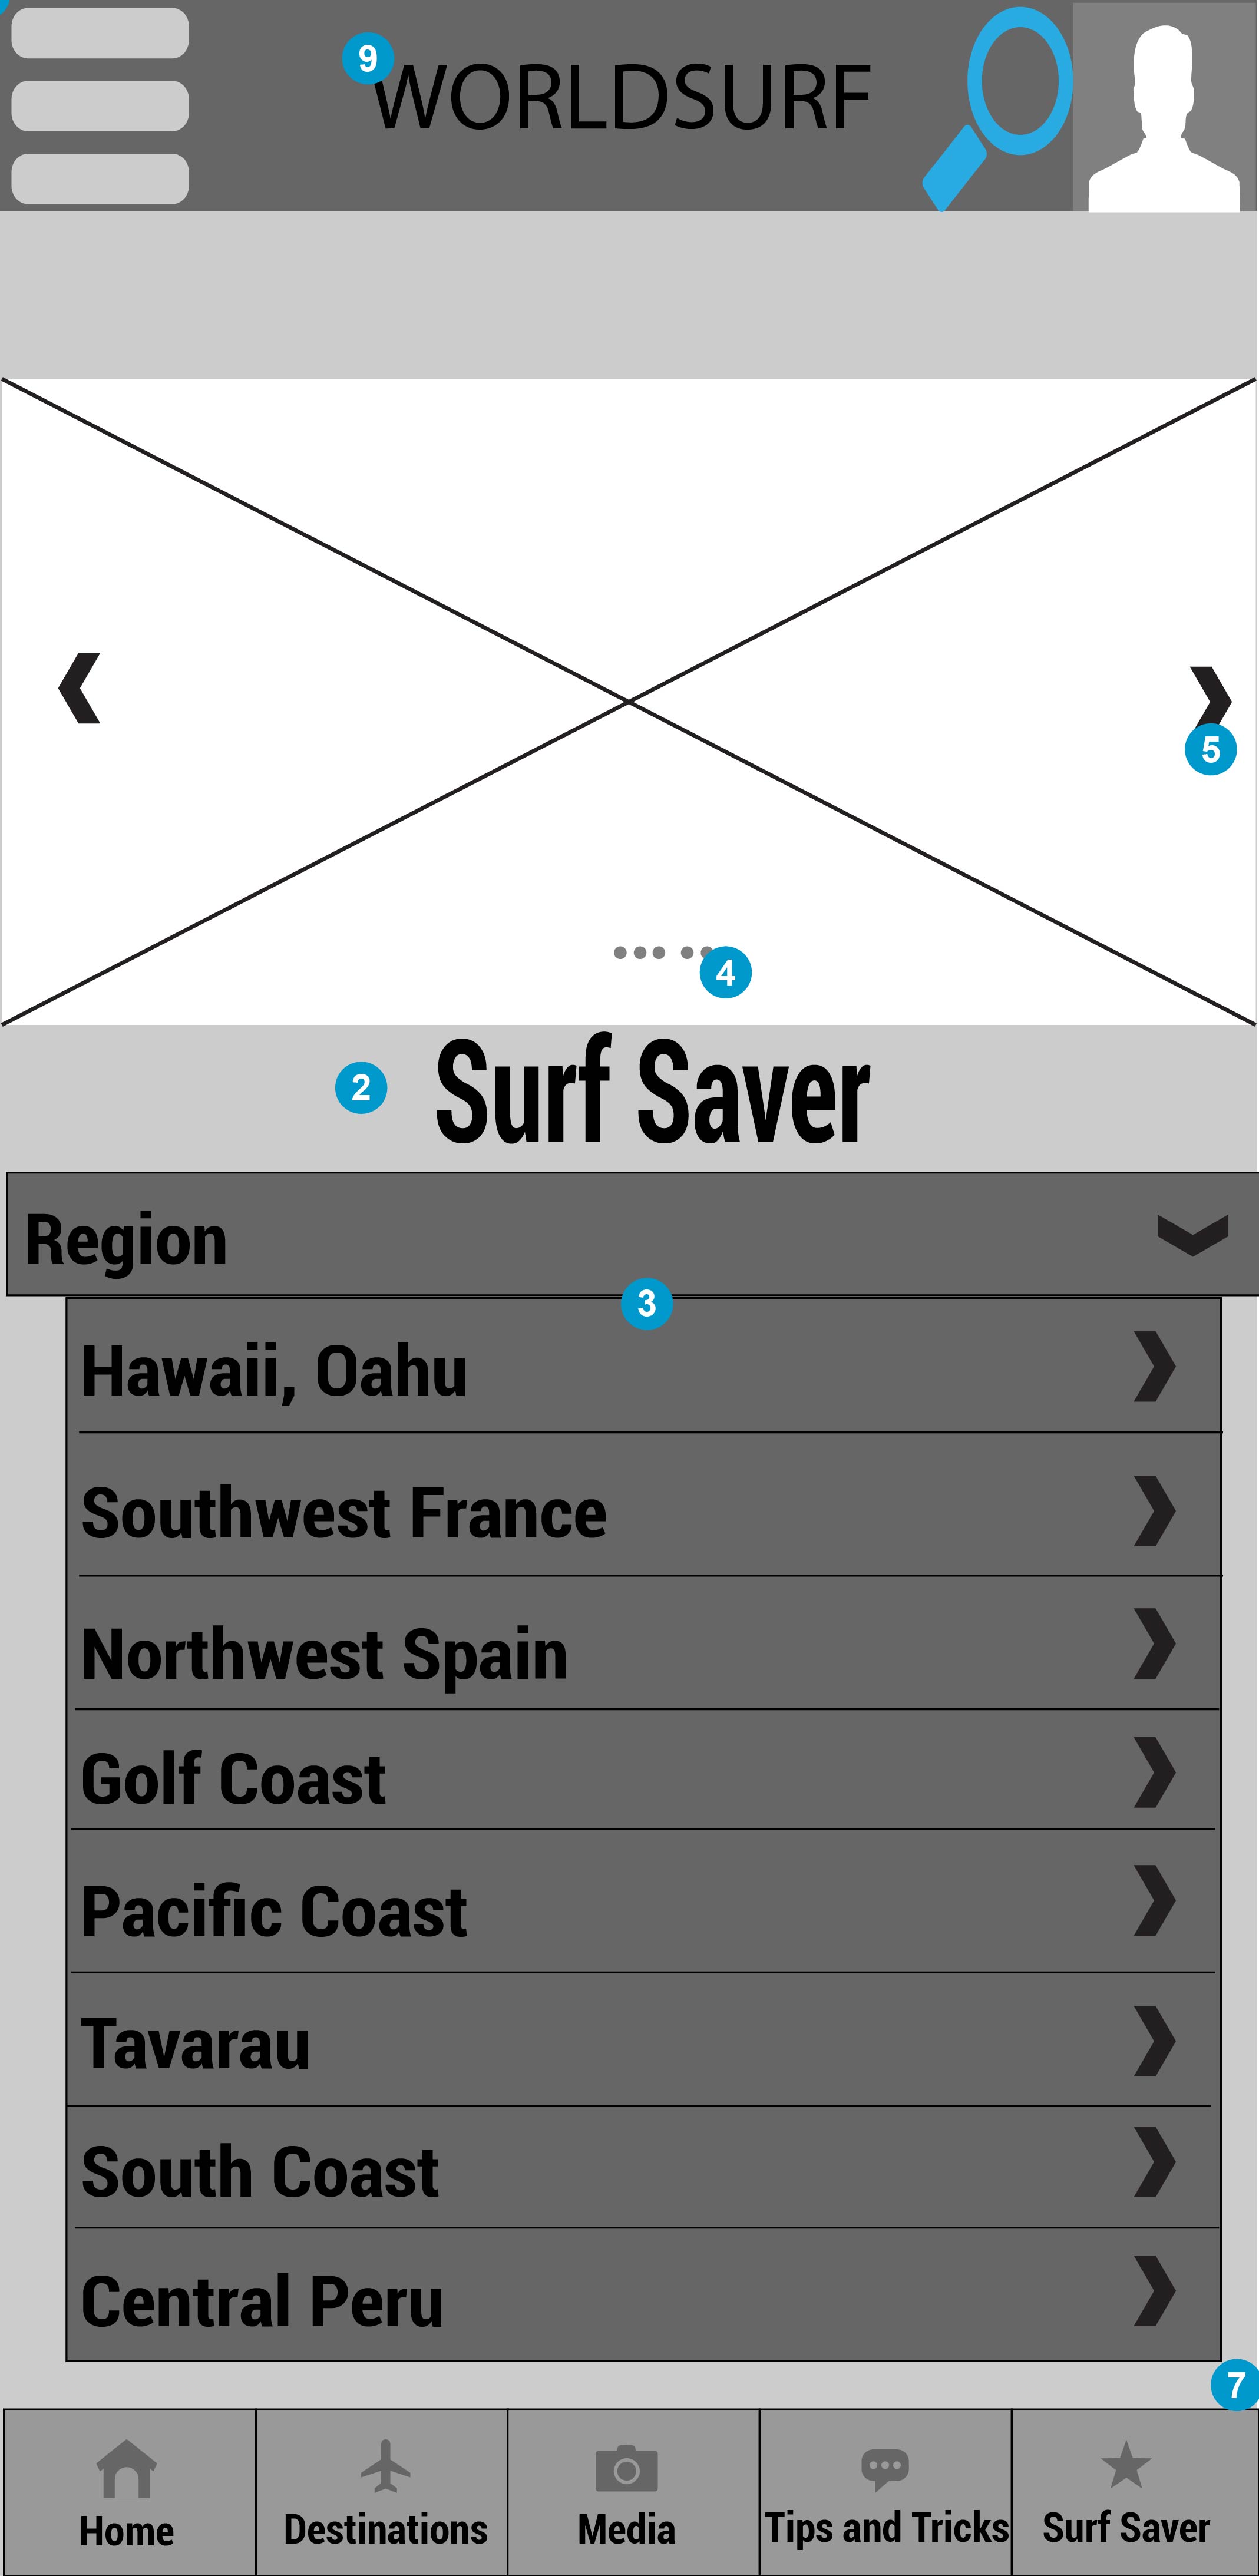 9
WORLDSURF
5
4
2
Surf Saver
Region
3
Hawaii, Oahu
Southwest France
Northwest Spain
Golf Coast
Pacific Coast
Tavarau
South Coast
Central Peru
7
Home
Destinations
Media
Tips and Tricks
Surf Saver